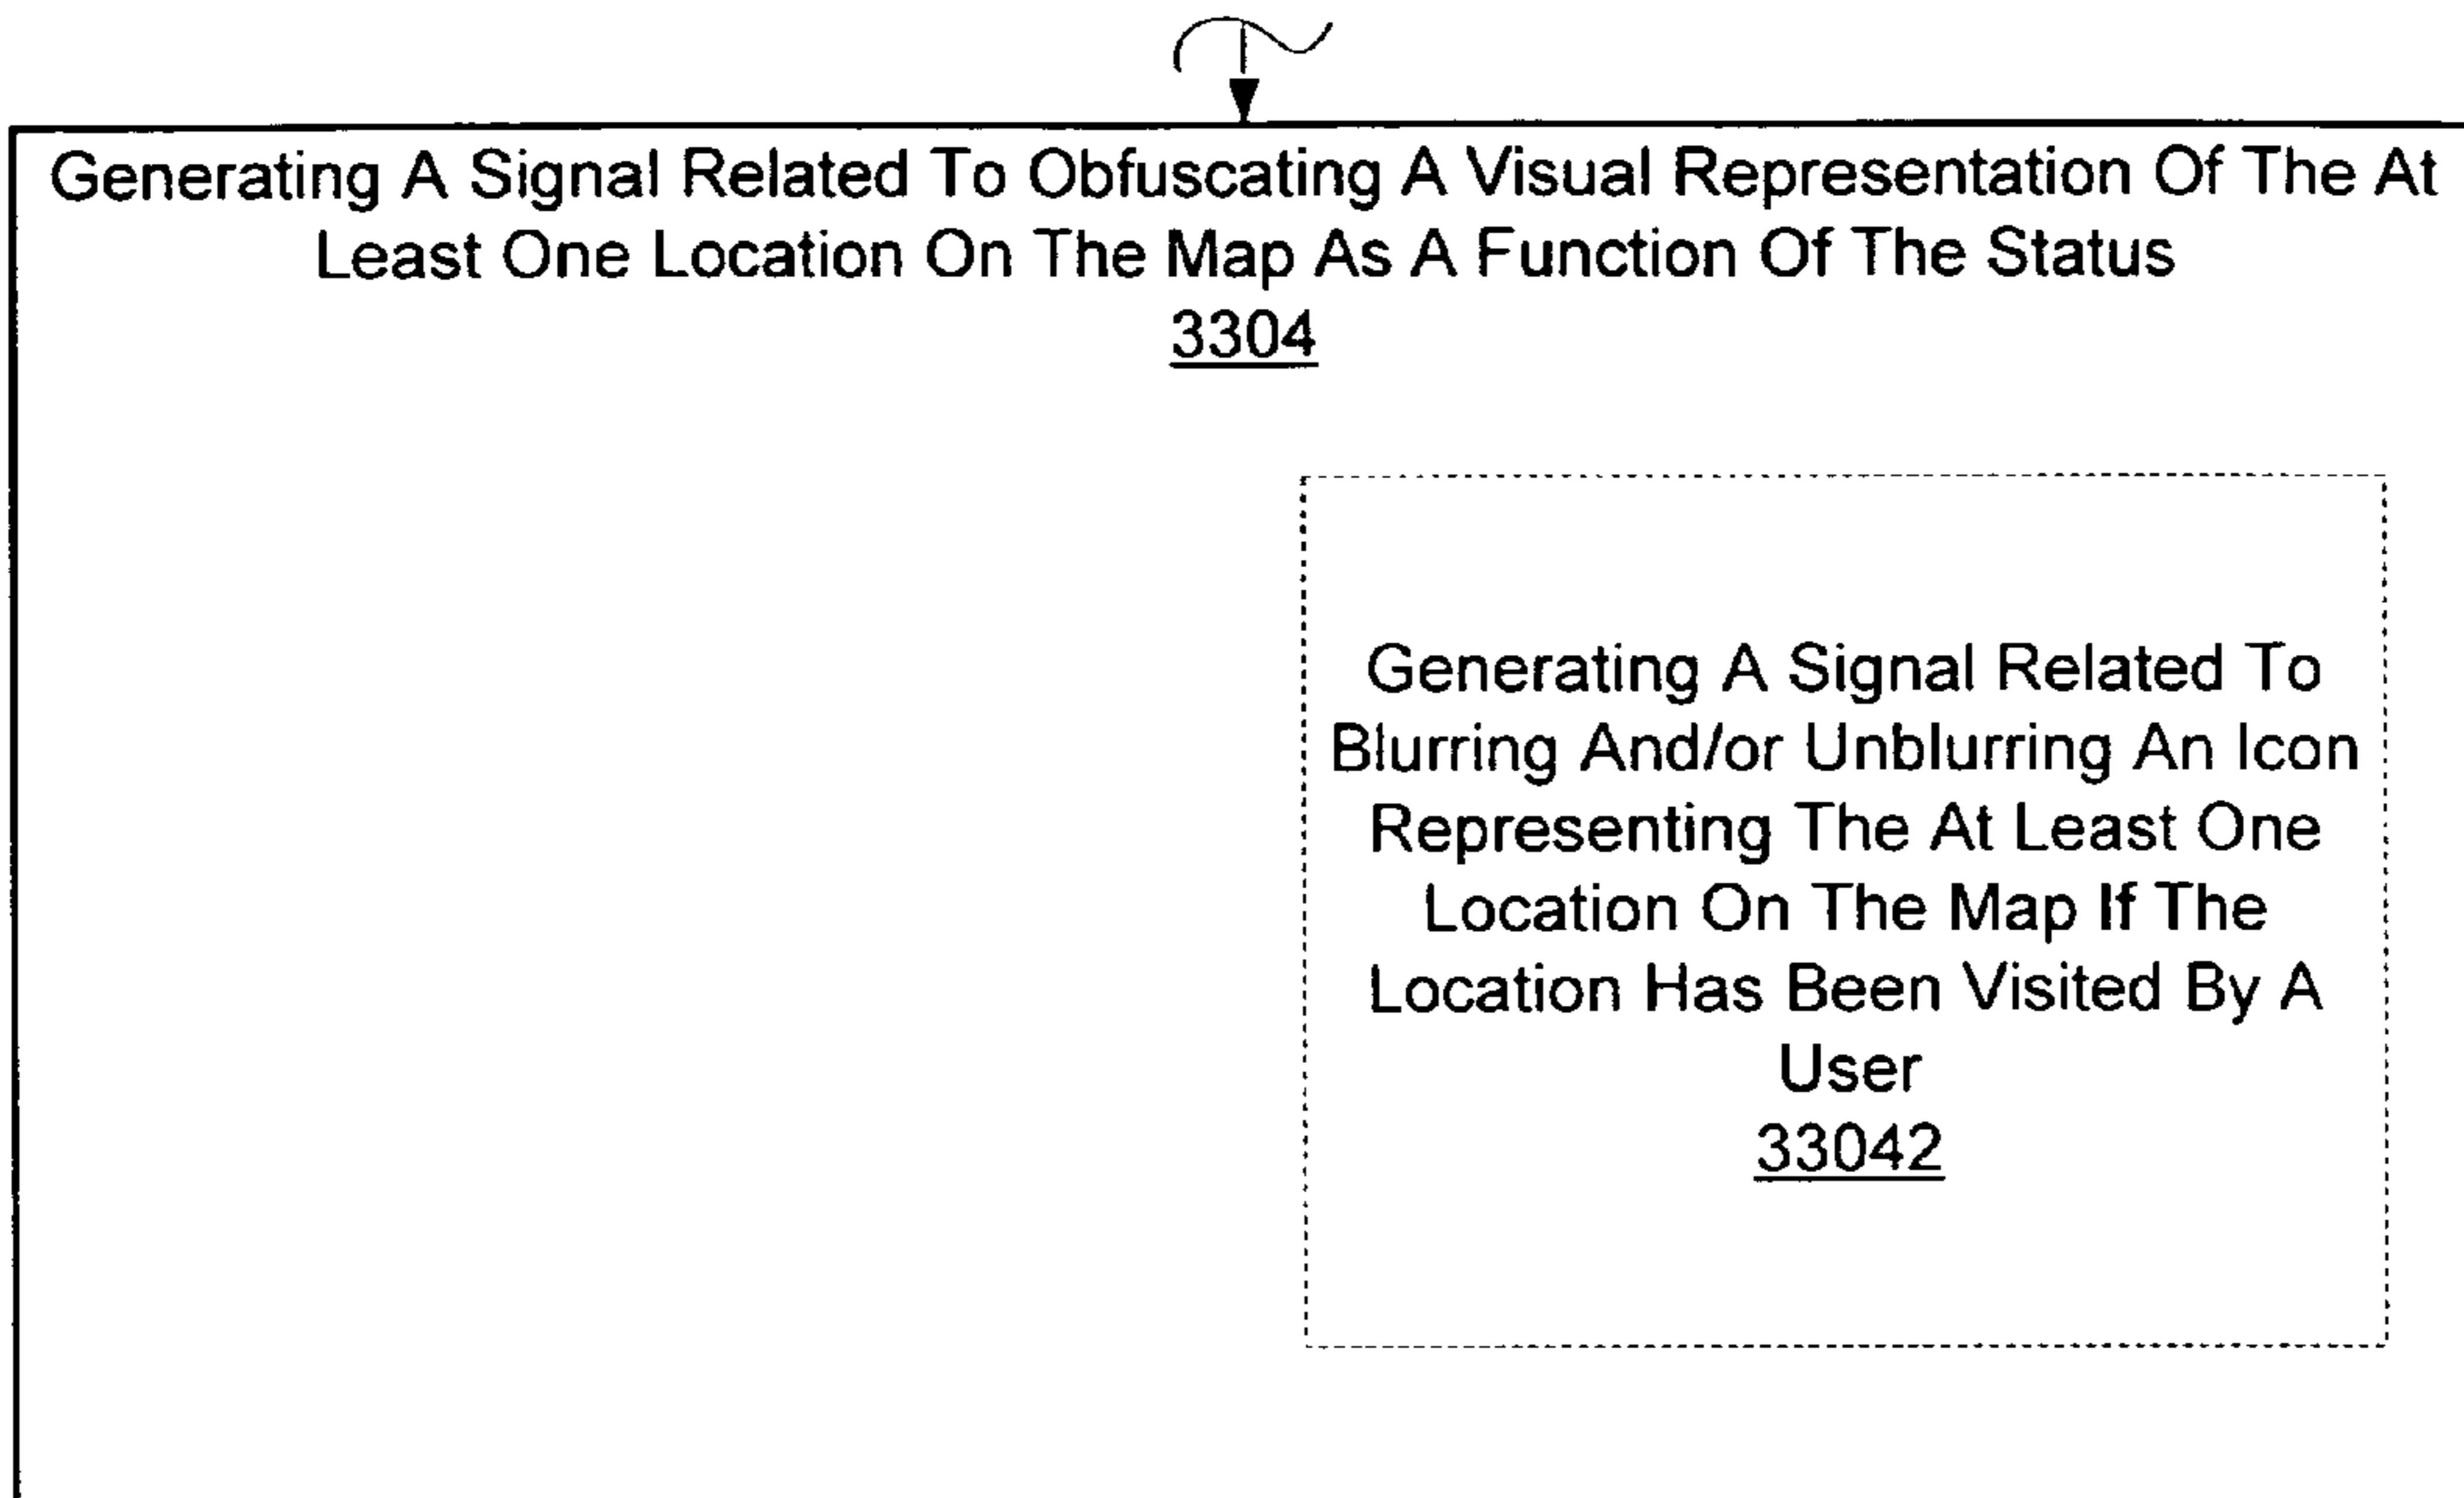 Generating A Signal Related To Obfuscating A Visual Representation Of The At
Least One Location On The Map As A Function Of The Status
3304
Generating A Signal Related To
Blurring And/or Unblurring An Icon
Representing The At Least One
Location On The Map If The
Location Has Been Visited By A
User
33042